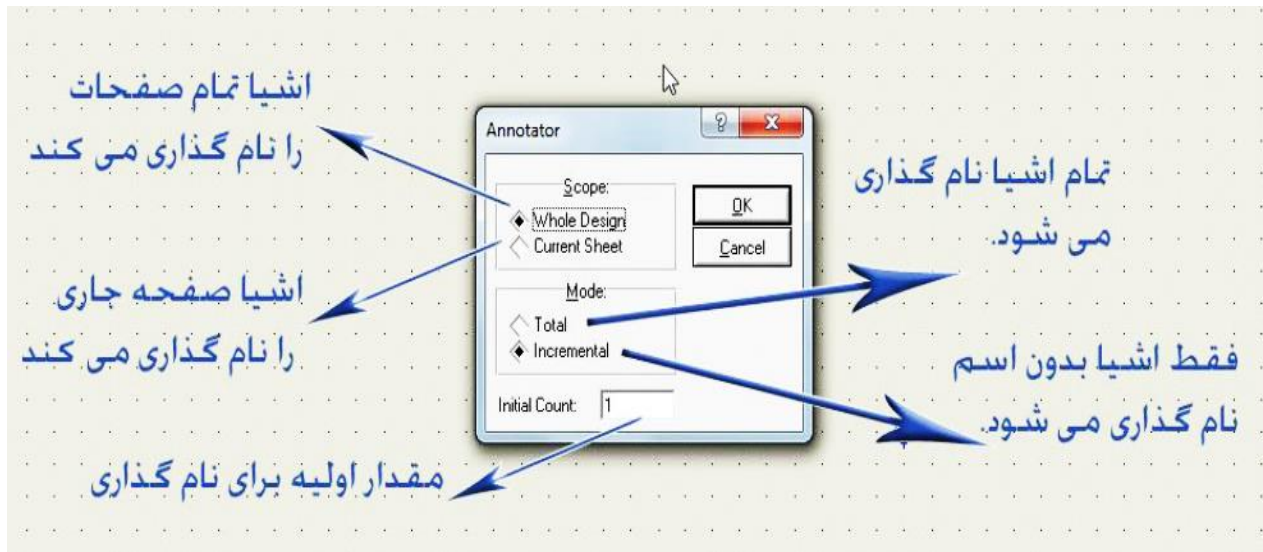 اشیا تمام صفحات
را نام گذاری می کند
اشیا صفحه جاری
را نام گذاری می کند
Annotator
Scope:
Whole Design
Current Sheet
OK
Cancel
Mode:
Total
Incremental
Initial Count: 1
تمام اشیا نام گذاری
می شود.
فقط اشیا بدون اسم
نام گذاری می شود.
مقدار اولیه برای نام گذاری